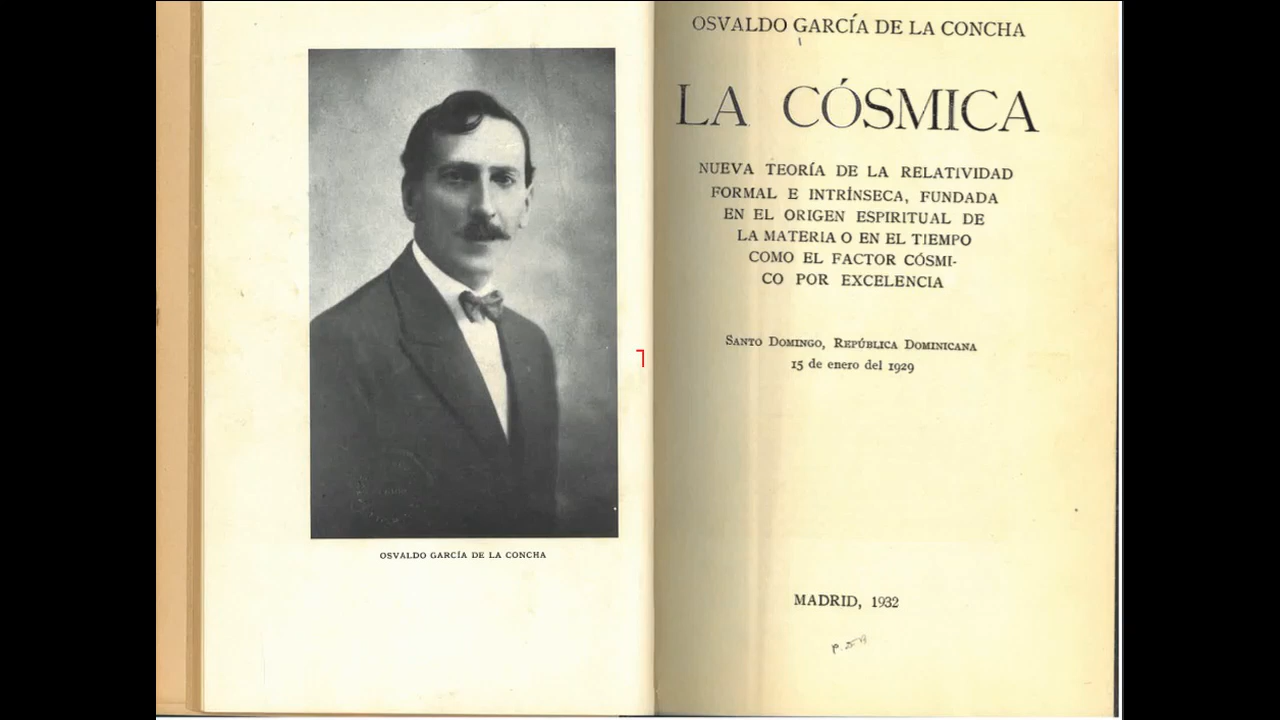 OSVALDO GARCÍA DE LA CONCHA
OSVALDO GARCÍA DE LA CONCHA
LA CÓSMICA
NUEVA TEORÍA DE LA RELATIVIDAD
FORMAL E INTRÍNSECA, FUNDADA
EN EL ORIGEN ESPIRITUAL DE
LA MATERIA O EN EL TIEMPO
COMO EL FACTOR CÓSMI-
CO POR EXCELENCIA
SANTO DOMINGO, REPÚBLICA DOMINICANA
15 de enero del 1929
MADRID, 1932